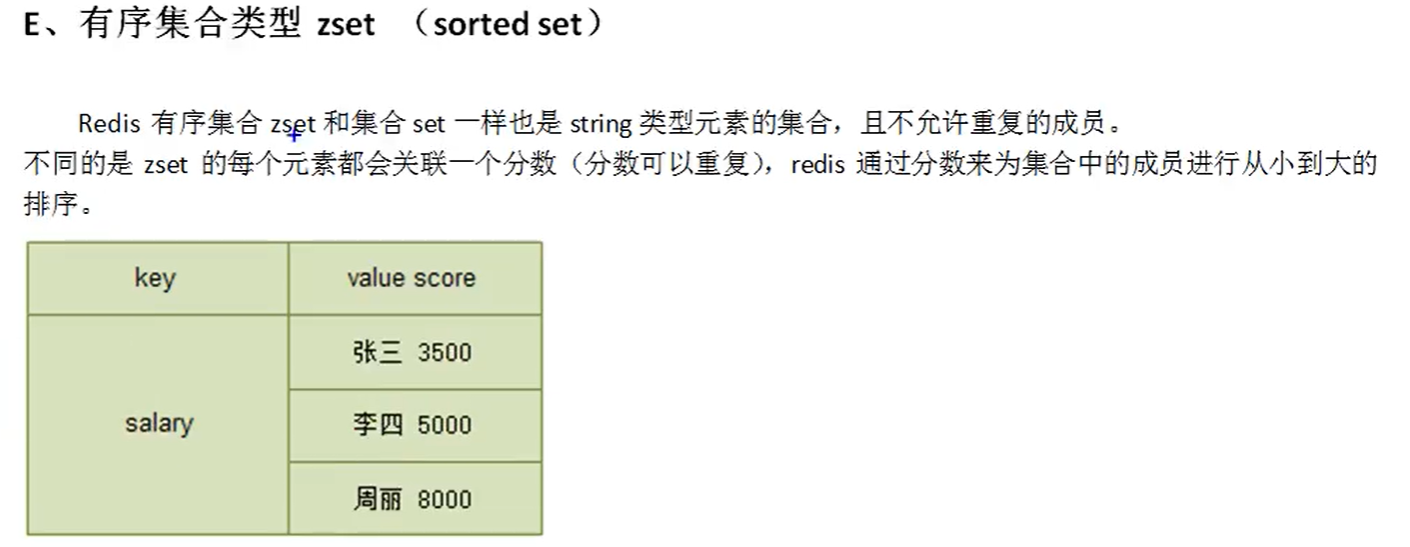 E、有序集合类型 zset （sorted set）
Redis 有序集合 zset 和集合 set 一样也是 string 类型元素的集合，且不允许重复的成员。
不同的是 zset 的每个元素都会关联一个分数（分数可以重复），redis 通过分数来为集合中的成员进行从小到大的
排序。
key value score
张三 3500
salary
李四 5000
周丽 8000